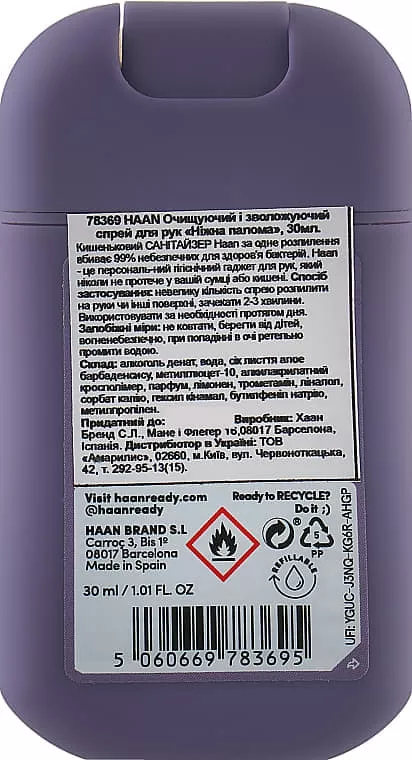 78369 HAAN Очищуючий і зволожуючий
спрей для рук «Ніжна палома», 30мл.
Кишеньковий САНІТАЙЗЕР Haan за одне розпилення
вбиває 99% небезпечних для здоров'я бактерій. Haan
- це персональ-ний гігієнічний гаджет для рук, який
ніколи не протече у вашій сумці або кишені. Спосіб
застосування: невелику кількість спрею розпилити
на руки чи інші поверхні, зачекати 2-3 хвилини.
Використовувати за необхідності протягом дня.
Запобіжні міри: не ковтати, берегти від дітей,
вогненебезпечно, при попадінні в очі ретельно
промити водою.
Склад: алкоголь денат, вода, сік листья алое
барбаденсису, метилглюцет-10, алкилакрилатний
кросполімер, парфум, лімонен, трометамін, ліналол,
сорбат калію, гексил кінамал, бутилфеніл
метилпропілен.
Придатний до: Виробник: Хаан
Бренд С.Л., Мане і Флегер 16,08017 Барселона,
Іспанія. Дистрибютор в Україні: ТОВ
«Амарилис», 02660, м.Київ, вул. Червоноткацька,
42, т. 292-95-13(15).
Visit haanready.com
@haanready
Ready to RECYCLE?
Do it ;)
HAAN BRAND S.L
Carroç 3, Bis 1º
08017 Barcelona
Made in Spain
5
PP
REFILLABLE
30 ml / 1.01 FL. OZ
5 060669 783695
UFI: YGUC-J3NQ-KG6R-AHGP